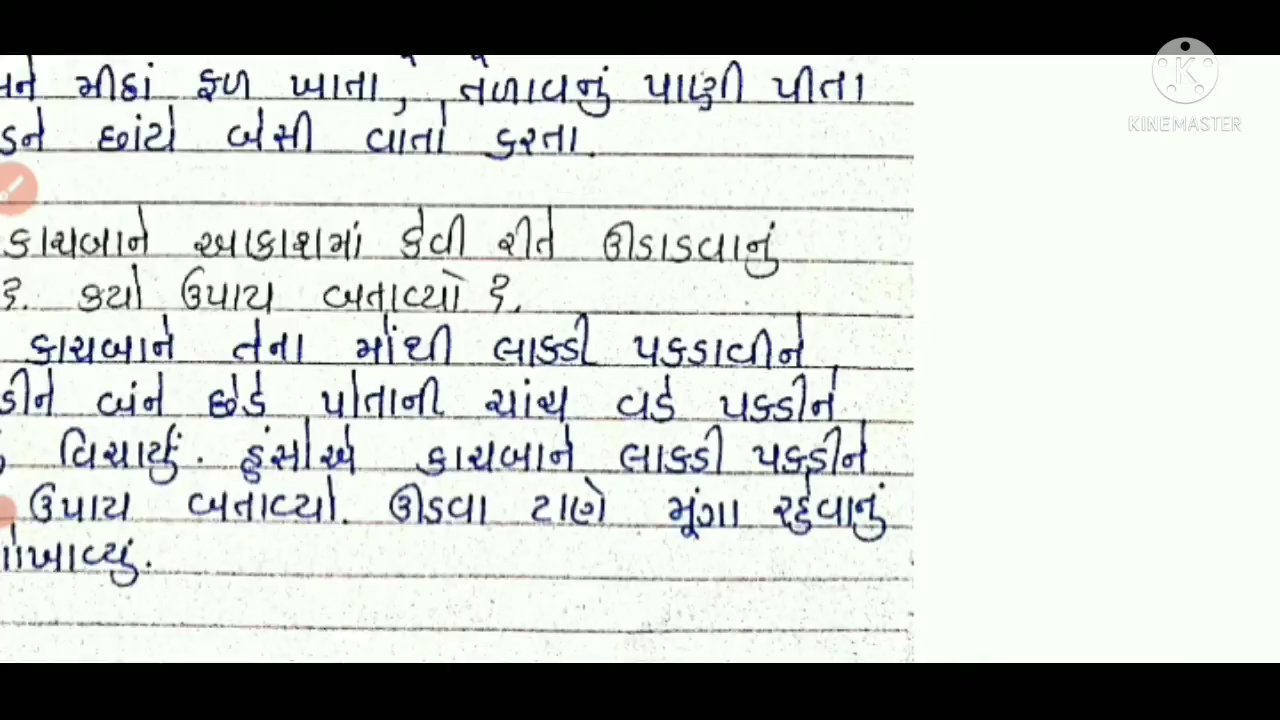 મીઠાં ફળ ખાતા, તળાવનું પાણી પીતા
છાંટો બેસી વાતો કરતા.
KINEMASTER
કાચબાને આકાશમાં કેવી રીતે ઊડાડવાનું
છે. કયો ઉપાય બતાવ્યો છે.
કાચબાને તેના મોંથી લાકડી પકડાવીને
બંને છેડે પોતાની ચાંચ વડે પકડીને
વિચાર્યું. હંસોએ કાચબાને લાકડી પકડીને
ઉપાય બતાવ્યો. ઊડવા ટાણે મૂંગા રહેવાનું
ગોખાવ્યું.